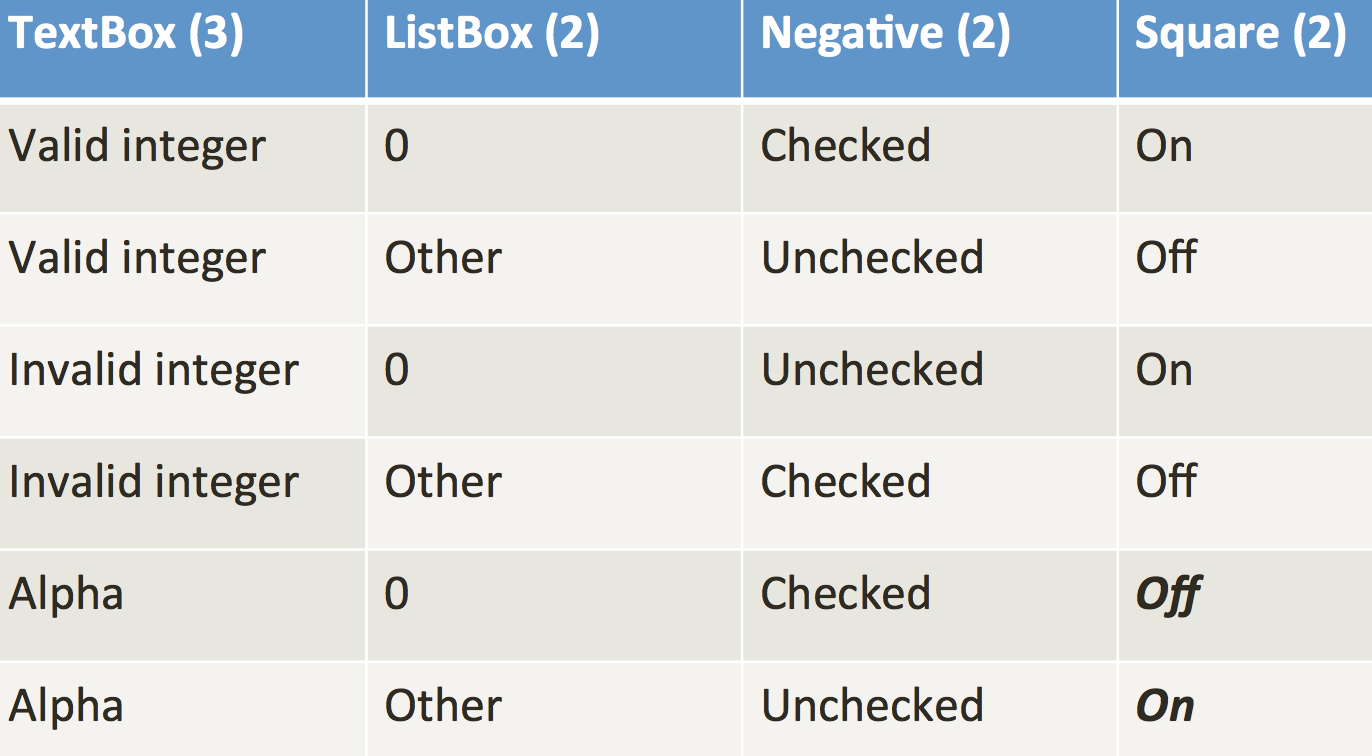 TextBox (3) ListBox (2) Negative (2) Square (2)
Valid integer 0 Checked On
Valid integer Other Unchecked Off
Invalid integer 0 Unchecked On
Invalid integer Other Checked Off
Alpha 0 Checked Off
Alpha Other Unchecked On